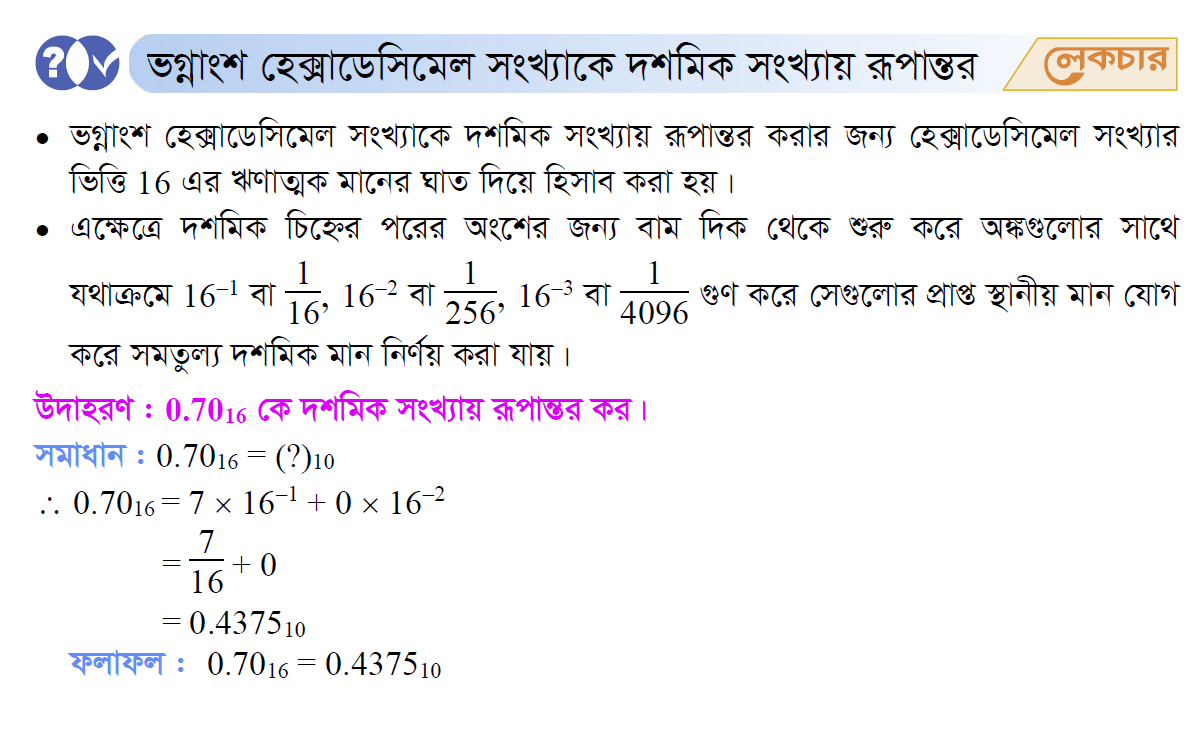 ভগ্নাংশ হেক্সাডেসিমেল সংখ্যাকে দশমিক সংখ্যায় রূপান্তর
লেকচার
• ভগ্নাংশ হেক্সাডেসিমেল সংখ্যাকে দশমিক সংখ্যায় রূপান্তর করার জন্য হেক্সাডেসিমেল সংখ্যার
ভিত্তি 16 এর ঋণাত্মক মানের ঘাত দিয়ে হিসাব করা হয়।
• এক্ষেত্রে দশমিক চিহ্নের পরের অংশের জন্য বাম দিক থেকে শুরু করে অঙ্কগুলোর সাথে
যথাক্রমে 16⁻¹ বা 1/16, 16⁻² বা 1/256, 16⁻³ বা 1/4096 গুণ করে সেগুলোর প্রাপ্ত স্থানীয় মান যোগ
করে সমতুল্য দশমিক মান নির্ণয় করা যায়।
উদাহরণ : 0.70₁₆ কে দশমিক সংখ্যায় রূপান্তর কর।
সমাধান : 0.70₁₆ = (?)₁₀
∴ 0.70₁₆ = 7 × 16⁻¹ + 0 × 16⁻²
= 7/16 + 0
= 0.4375₁₀
ফলাফল : 0.70₁₆ = 0.4375₁₀